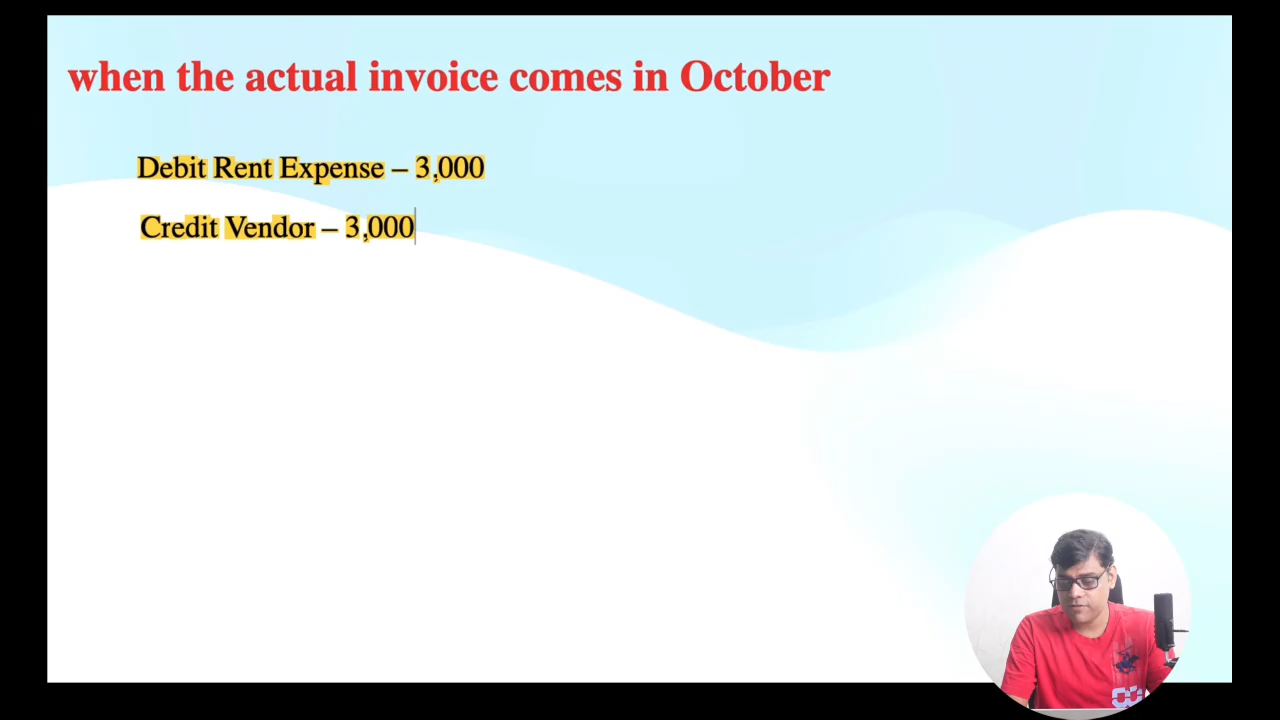 when the actual invoice comes in October
Debit Rent Expense – 3,000
Credit Vendor – 3,000